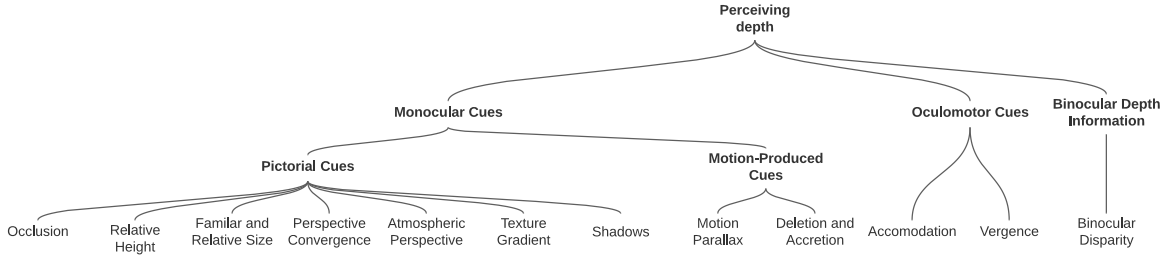 Perceiving
depth
Monocular Cues
Oculomotor Cues
Binocular Depth
Information
Pictorial Cues
Motion-Produced
Cues
Occlusion
Relative
Height
Familar and
Relative Size
Perspective
Convergence
Atmospheric
Perspective
Texture
Gradient
Shadows
Motion
Parallax
Deletion and
Accretion
Accomodation
Vergence
Binocular
Disparity